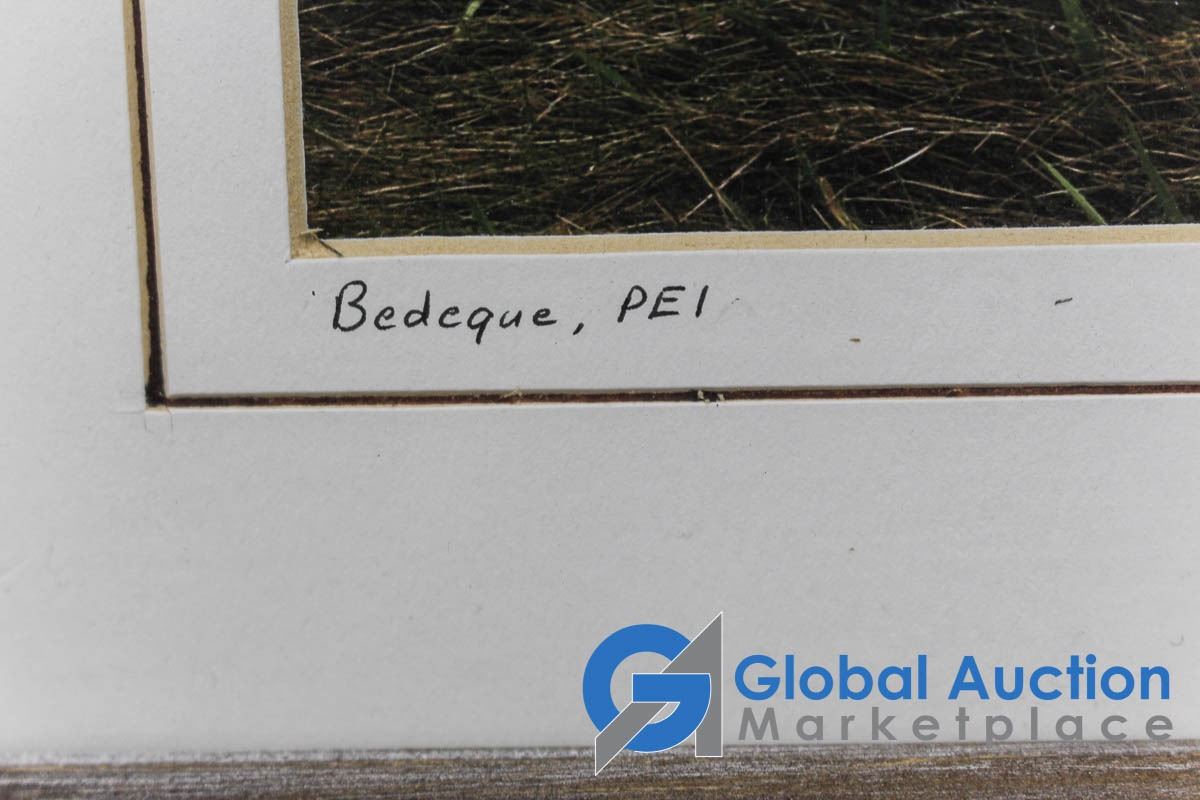 Bedeque, PEI
Global Auction
Marketplace